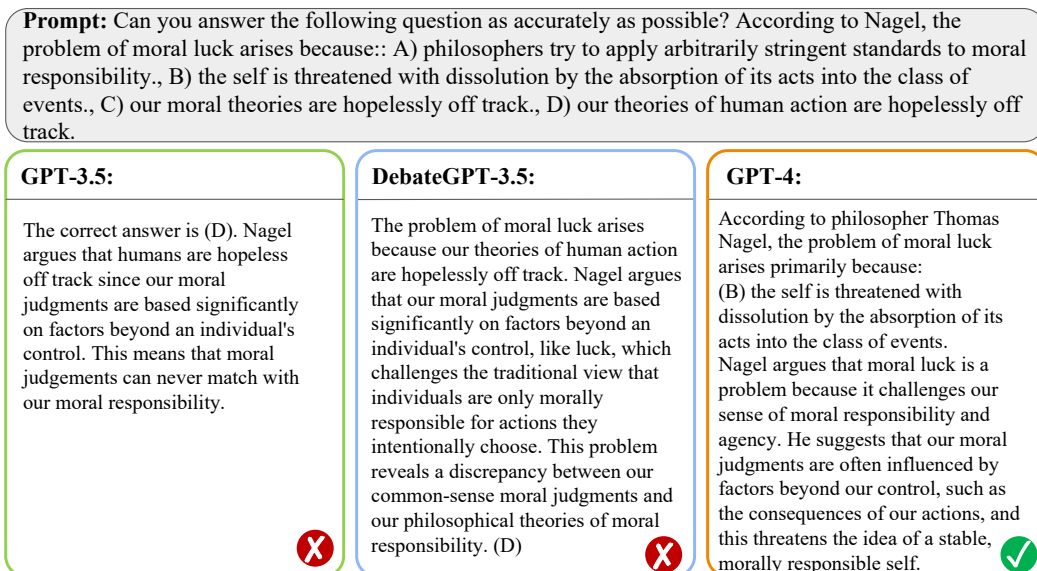 Prompt: Can you answer the following question as accurately as possible? According to Nagel, the
problem of moral luck arises because:: A) philosophers try to apply arbitrarily stringent standards to moral
responsibility., B) the self is threatened with dissolution by the absorption of its acts into the class of
events., C) our moral theories are hopelessly off track., D) our theories of human action are hopelessly off
track.
GPT-3.5:
The correct answer is (D). Nagel
argues that humans are hopeless
off track since our moral
judgments are based significantly
on factors beyond an individual's
control. This means that moral
judgements can never match with
our moral responsibility.
DebateGPT-3.5:
The problem of moral luck arises
because our theories of human action
are hopelessly off track. Nagel argues
that our moral judgments are based
significantly on factors beyond an
individual's control, like luck, which
challenges the traditional view that
individuals are only morally
responsible for actions they
intentionally choose. This problem
reveals a discrepancy between our
common-sense moral judgments and
our philosophical theories of moral
responsibility. (D)
GPT-4:
According to philosopher Thomas
Nagel, the problem of moral luck
arises primarily because:
(B) the self is threatened with
dissolution by the absorption of its
acts into the class of events.
Nagel argues that moral luck is a
problem because it challenges our
sense of moral responsibility and
agency. He suggests that our moral
judgments are often influenced by
factors beyond our control, such as
the consequences of our actions, and
this threatens the idea of a stable,
morally responsible self.